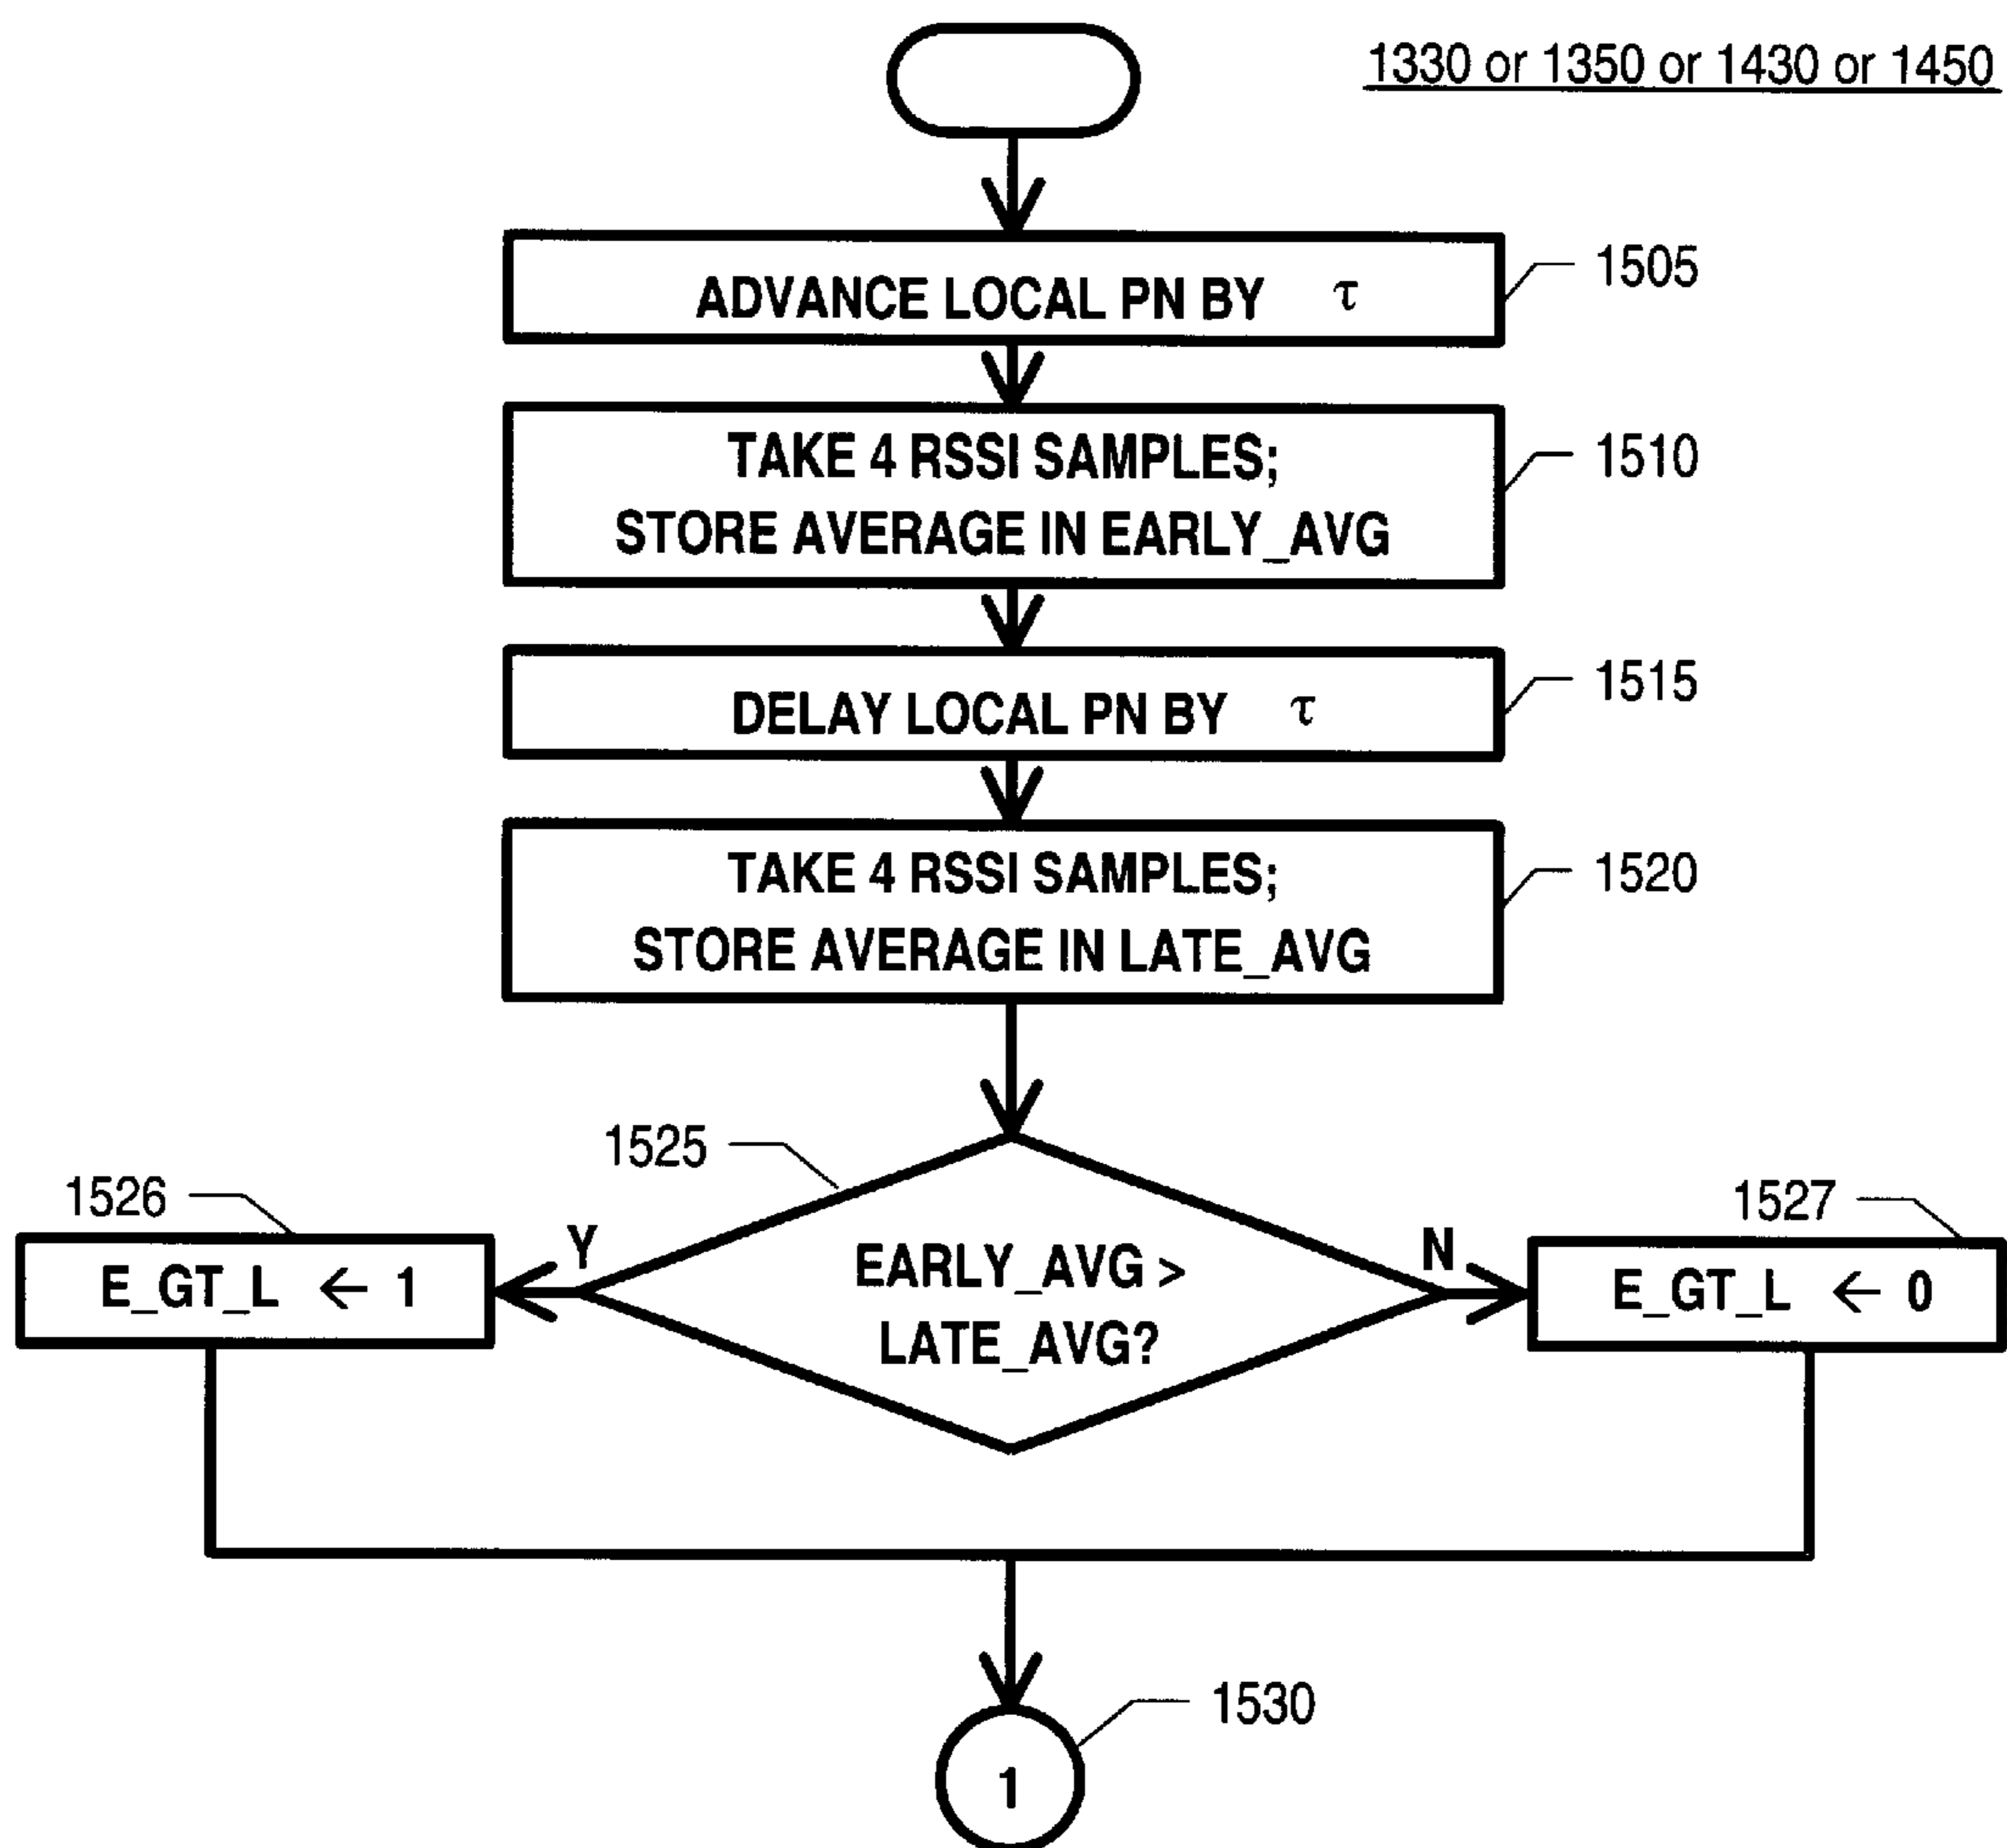 1330 or 1350 or 1430 or 1450
ADVANCE LOCAL PN BY τ
1505
TAKE 4 RSSI SAMPLES;
STORE AVERAGE IN EARLY_AVG
1510
DELAY LOCAL PN BY τ
1515
TAKE 4 RSSI SAMPLES;
STORE AVERAGE IN LATE_AVG
1520
1525
EARLY_AVG >
LATE_AVG?
Y
N
1526
E_GT_L ← 1
1527
E_GT_L ← 0
1530
1